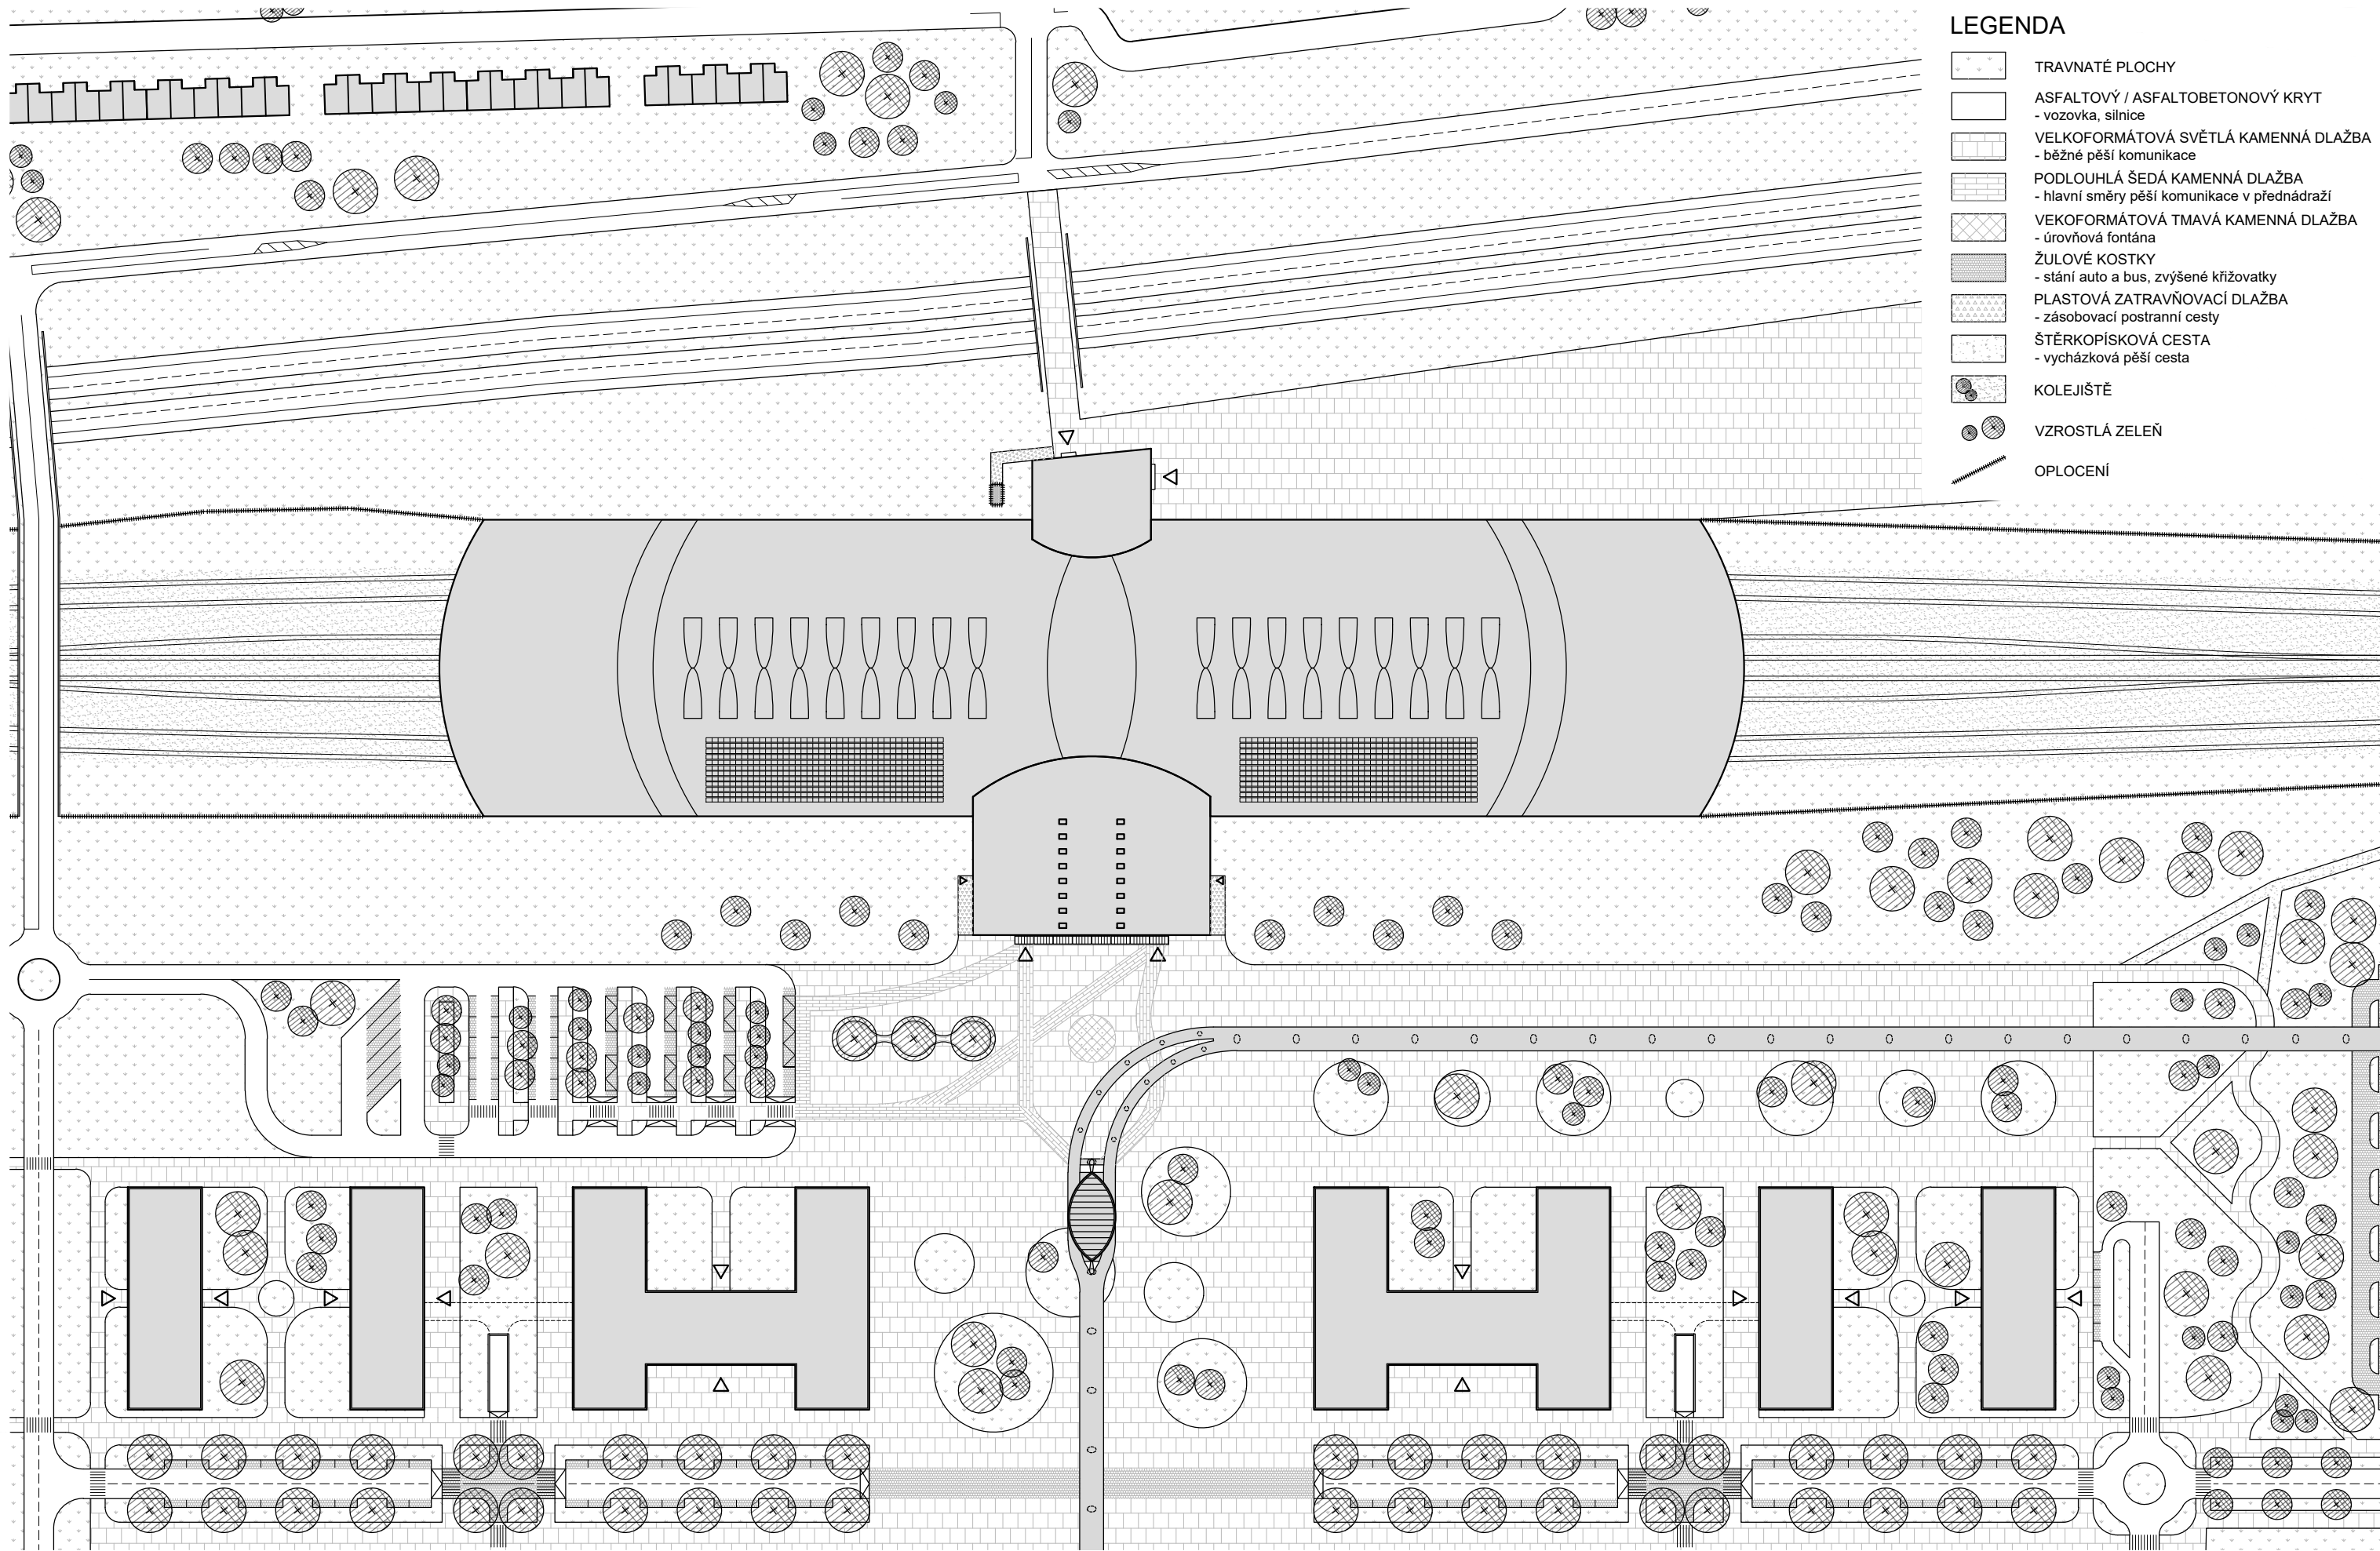 LEGENDA
TRAVNATÉ PLOCHY
ASFALTOVÝ / ASFALTOBETONOVÝ KRYT
- vozovka, silnice
VELKOFORMÁTOVÁ SVĚTLÁ KAMENNÁ DLAŽBA
- běžné pěší komunikace
PODLOUHLÁ ŠEDÁ KAMENNÁ DLAŽBA
- hlavní směry pěší komunikace v přednádraží
VEKOFORMÁTOVÁ TMAVÁ KAMENNÁ DLAŽBA
- úrovňová fontána
ŽULOVÉ KOSTKY
- stání auto a bus, zvýšené křižovatky
PLASTOVÁ ZATRAVŇOVACÍ DLAŽBA
- zásobovací postranní cesty
ŠTĚRKOPÍSKOVÁ CESTA
- vycházková pěší cesta
KOLEJIŠTĚ
VZROSTLÁ ZELEŇ
OPLOCENÍ